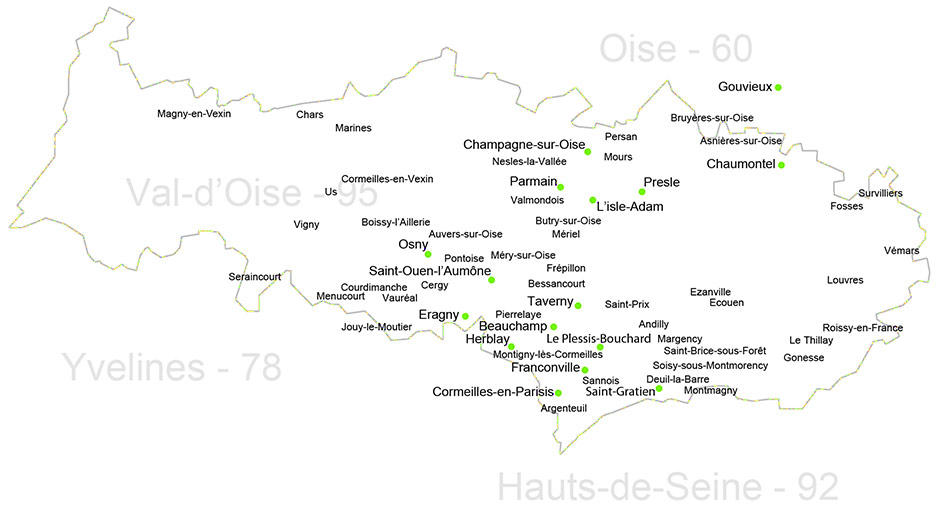 Oise - 60
Gouvieux
Magny-en-Vexin
Chars
Bruyères-sur-Oise
Marines
Persan
Asnières-sur-Oise
Champagne-sur-Oise
Mours
Nesles-la-Vallée
Chaumontel
Cormeilles-en-Vexin
Parmain
Presle
Val-d'Oise - 95
Us
Survilliers
Valmondois
L'isle-Adam
Fosses
Vigny
Boissy-l'Aillerie
Butry-sur-Oise
Auvers-sur-Oise
Mériel
Osny
Vémars
Pontoise
Méry-sur-Oise
Saint-Ouen-l'Aumône
Frépillon
Seraincourt
Louvres
Courdimanche
Cergy
Bessancourt
Menucourt
Vauréal
Ezanville
Taverny
Saint-Prix
Ecouen
Eragny
Pierrelaye
Jouy-le-Moutier
Beauchamp
Andilly
Roissy-en-France
Herblay
Le Plessis-Bouchard
Margency
Le Thillay
Montigny-lès-Cormeilles
Saint-Brice-sous-Forêt
Gonesse
Yvelines - 78
Franconville
Soisy-sous-Montmorency
Sannois
Deuil-la-Barre
Cormeilles-en-Parisis
Saint-Gratien
Montmagny
Argenteuil
Hauts-de-Seine - 92